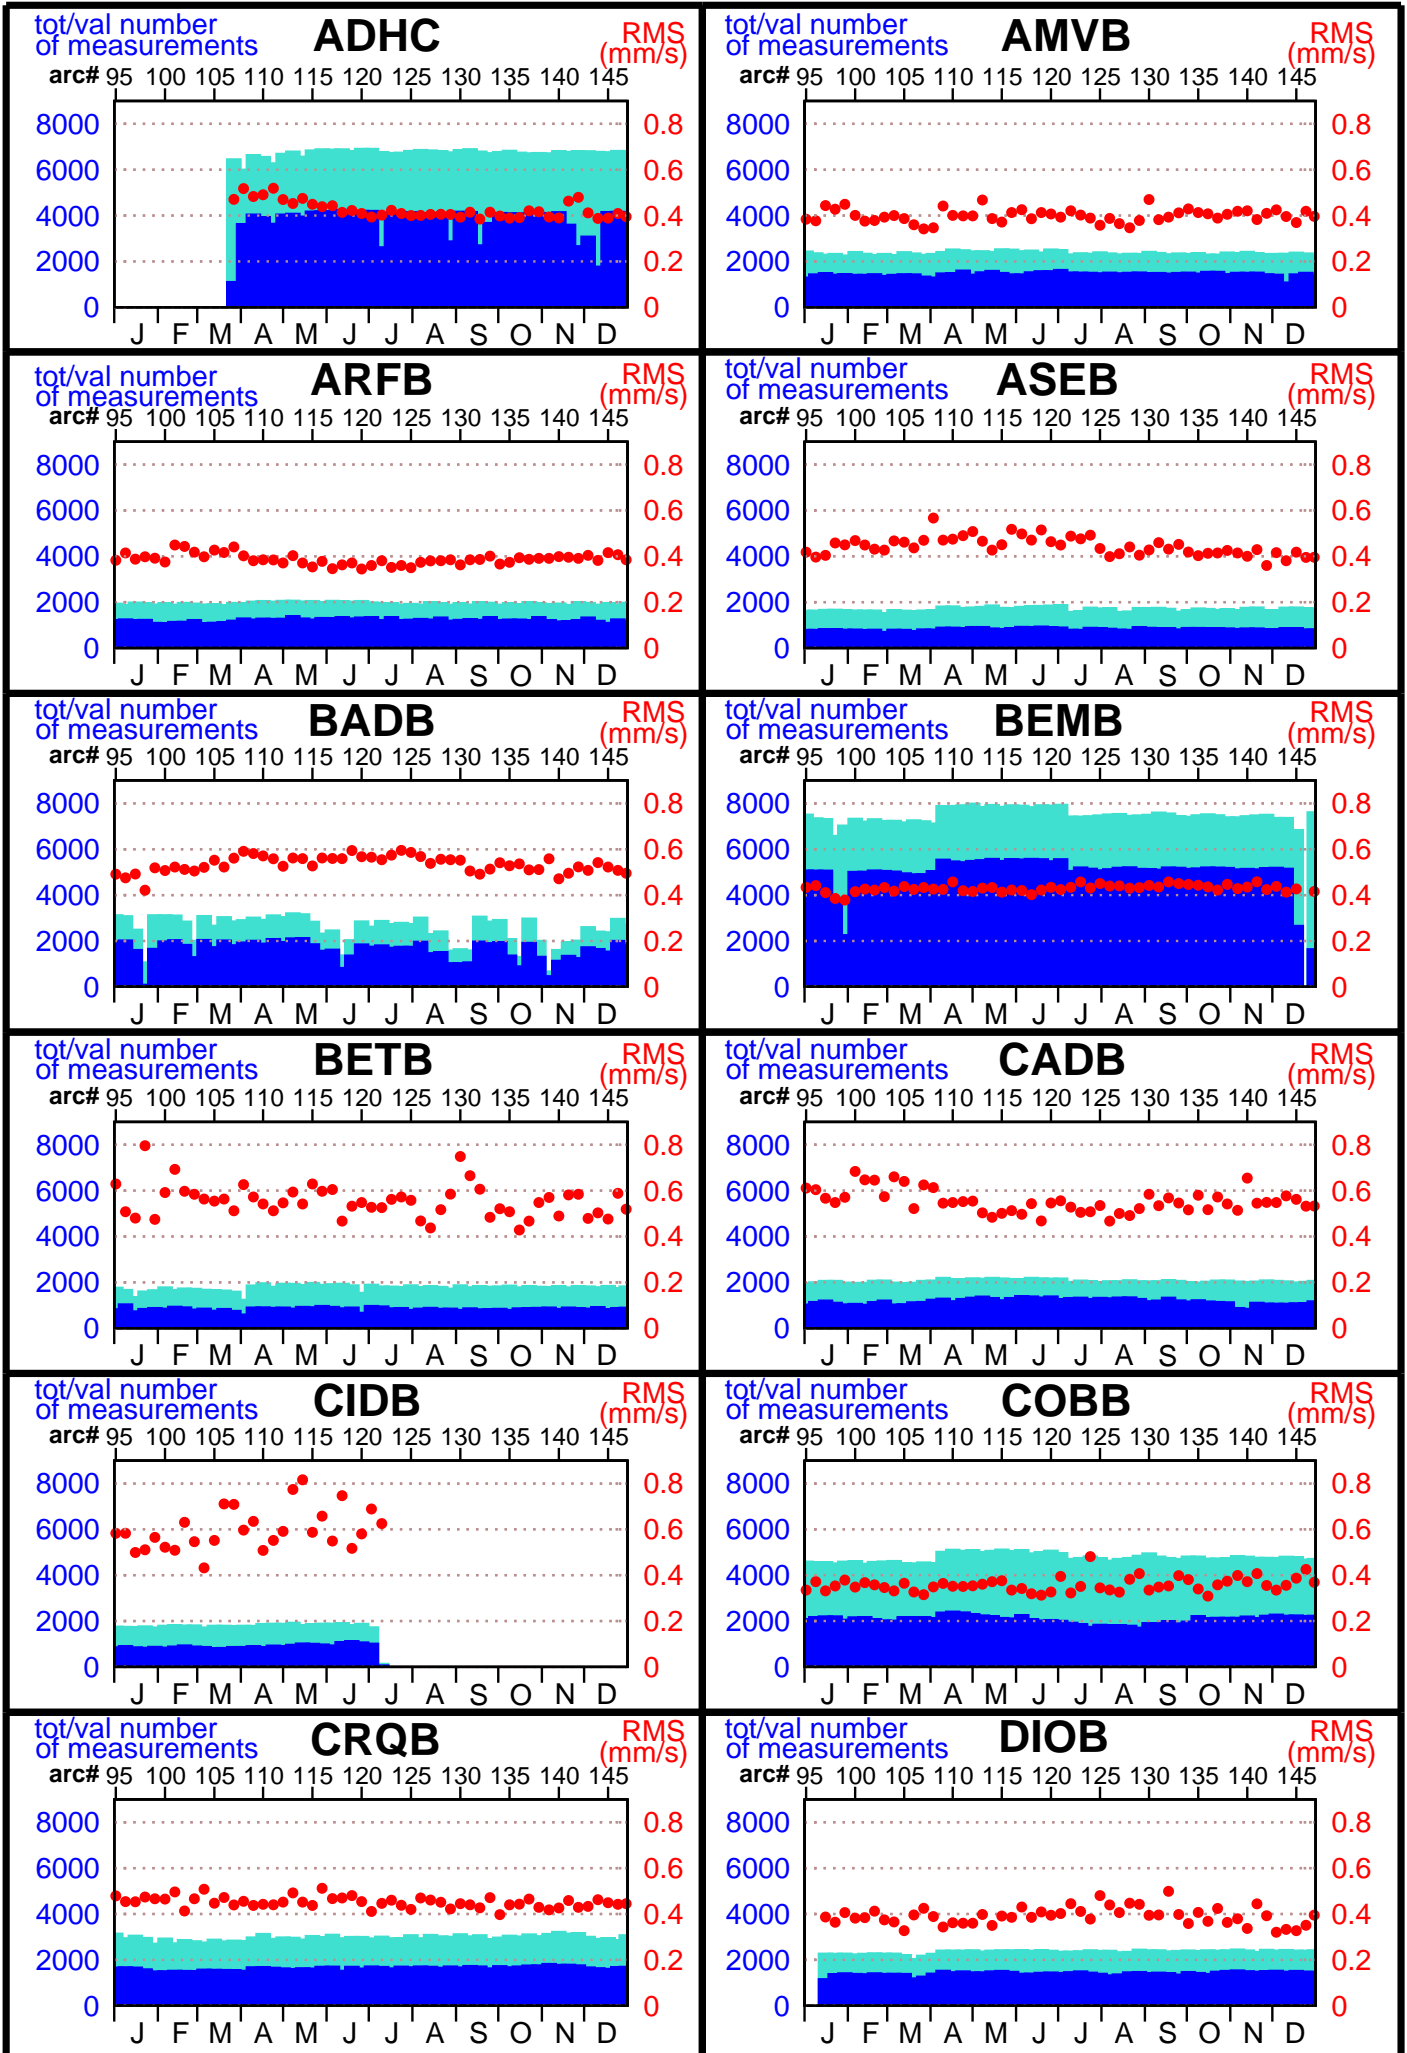 tot/val number of measurements ADHC RMS (mm/s)
arc# 95 100 105 110 115 120 125 130 135 140 145
8000 0.8
6000 0.6
4000 0.4
2000 0.2
0 0
J F M A M J J A S O N D
tot/val number of measurements AMVB RMS (mm/s)
arc# 95 100 105 110 115 120 125 130 135 140 145
8000 0.8
6000 0.6
4000 0.4
2000 0.2
0 0
J F M A M J J A S O N D
tot/val number of measurements ARFB RMS (mm/s)
arc# 95 100 105 110 115 120 125 130 135 140 145
8000 0.8
6000 0.6
4000 0.4
2000 0.2
0 0
J F M A M J J A S O N D
tot/val number of measurements ASEB RMS (mm/s)
arc# 95 100 105 110 115 120 125 130 135 140 145
8000 0.8
6000 0.6
4000 0.4
2000 0.2
0 0
J F M A M J J A S O N D
tot/val number of measurements BADB RMS (mm/s)
arc# 95 100 105 110 115 120 125 130 135 140 145
8000 0.8
6000 0.6
4000 0.4
2000 0.2
0 0
J F M A M J J A S O N D
tot/val number of measurements BEMB RMS (mm/s)
arc# 95 100 105 110 115 120 125 130 135 140 145
8000 0.8
6000 0.6
4000 0.4
2000 0.2
0 0
J F M A M J J A S O N D
tot/val number of measurements BETB RMS (mm/s)
arc# 95 100 105 110 115 120 125 130 135 140 145
8000 0.8
6000 0.6
4000 0.4
2000 0.2
0 0
J F M A M J J A S O N D
tot/val number of measurements CADB RMS (mm/s)
arc# 95 100 105 110 115 120 125 130 135 140 145
8000 0.8
6000 0.6
4000 0.4
2000 0.2
0 0
J F M A M J J A S O N D
tot/val number of measurements CIDB RMS (mm/s)
arc# 95 100 105 110 115 120 125 130 135 140 145
8000 0.8
6000 0.6
4000 0.4
2000 0.2
0 0
J F M A M J J A S O N D
tot/val number of measurements COBB RMS (mm/s)
arc# 95 100 105 110 115 120 125 130 135 140 145
8000 0.8
6000 0.6
4000 0.4
2000 0.2
0 0
J F M A M J J A S O N D
tot/val number of measurements CRQB RMS (mm/s)
arc# 95 100 105 110 115 120 125 130 135 140 145
8000 0.8
6000 0.6
4000 0.4
2000 0.2
0 0
J F M A M J J A S O N D
tot/val number of measurements DIOB RMS (mm/s)
arc# 95 100 105 110 115 120 125 130 135 140 145
8000 0.8
6000 0.6
4000 0.4
2000 0.2
0 0
J F M A M J J A S O N D